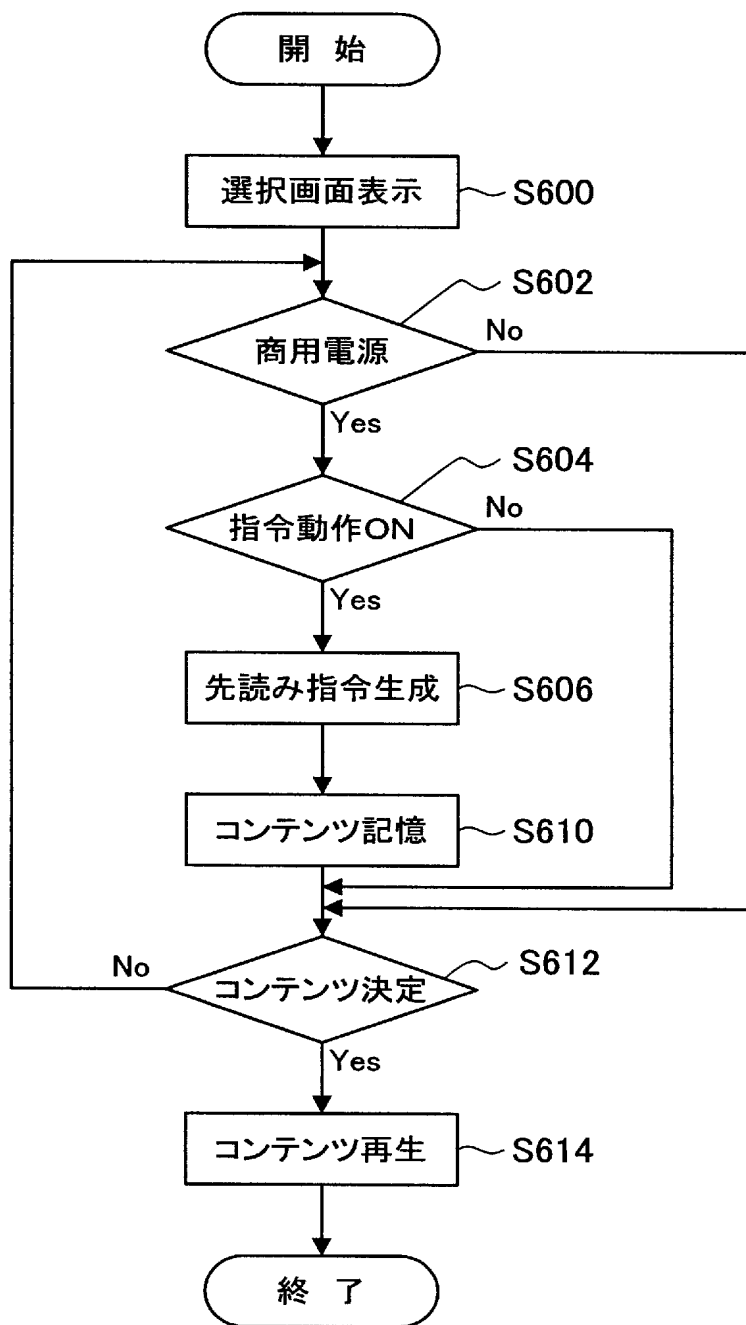 開 始
選択画面表示
S600
S602
商用電源
No
Yes
S604
指令動作ON
No
Yes
先読み指令生成
S606
コンテンツ記憶
S610
No
コンテンツ決定
S612
Yes
コンテンツ再生
S614
終 了